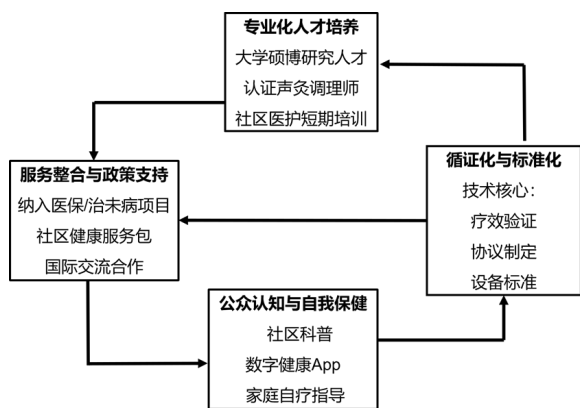 专业化人才培养
大学硕博研究人才
认证声灸调理师
社区医护短期培训
服务整合与政策支持
纳入医保/治未病项目
社区健康服务包
国际交流合作
循证化与标准化
技术核心：
疗效验证
协议制定
设备标准
公众认知与自我保健
社区科普
数字健康App
家庭自疗指导